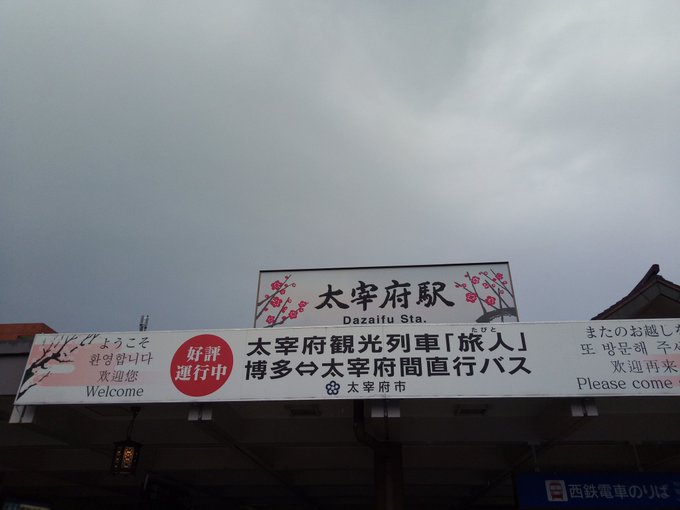 太宰府駅
Dazaifu Sta.
ようこそ
환영합니다
欢迎您
Welcome
好評
運行中
太宰府観光列車「旅人」
たびと
博多⇔太宰府間直行バス
太宰府市
またのお越しを
또 방문해 주세
欢迎再来
Please come
西鉄電車のりば